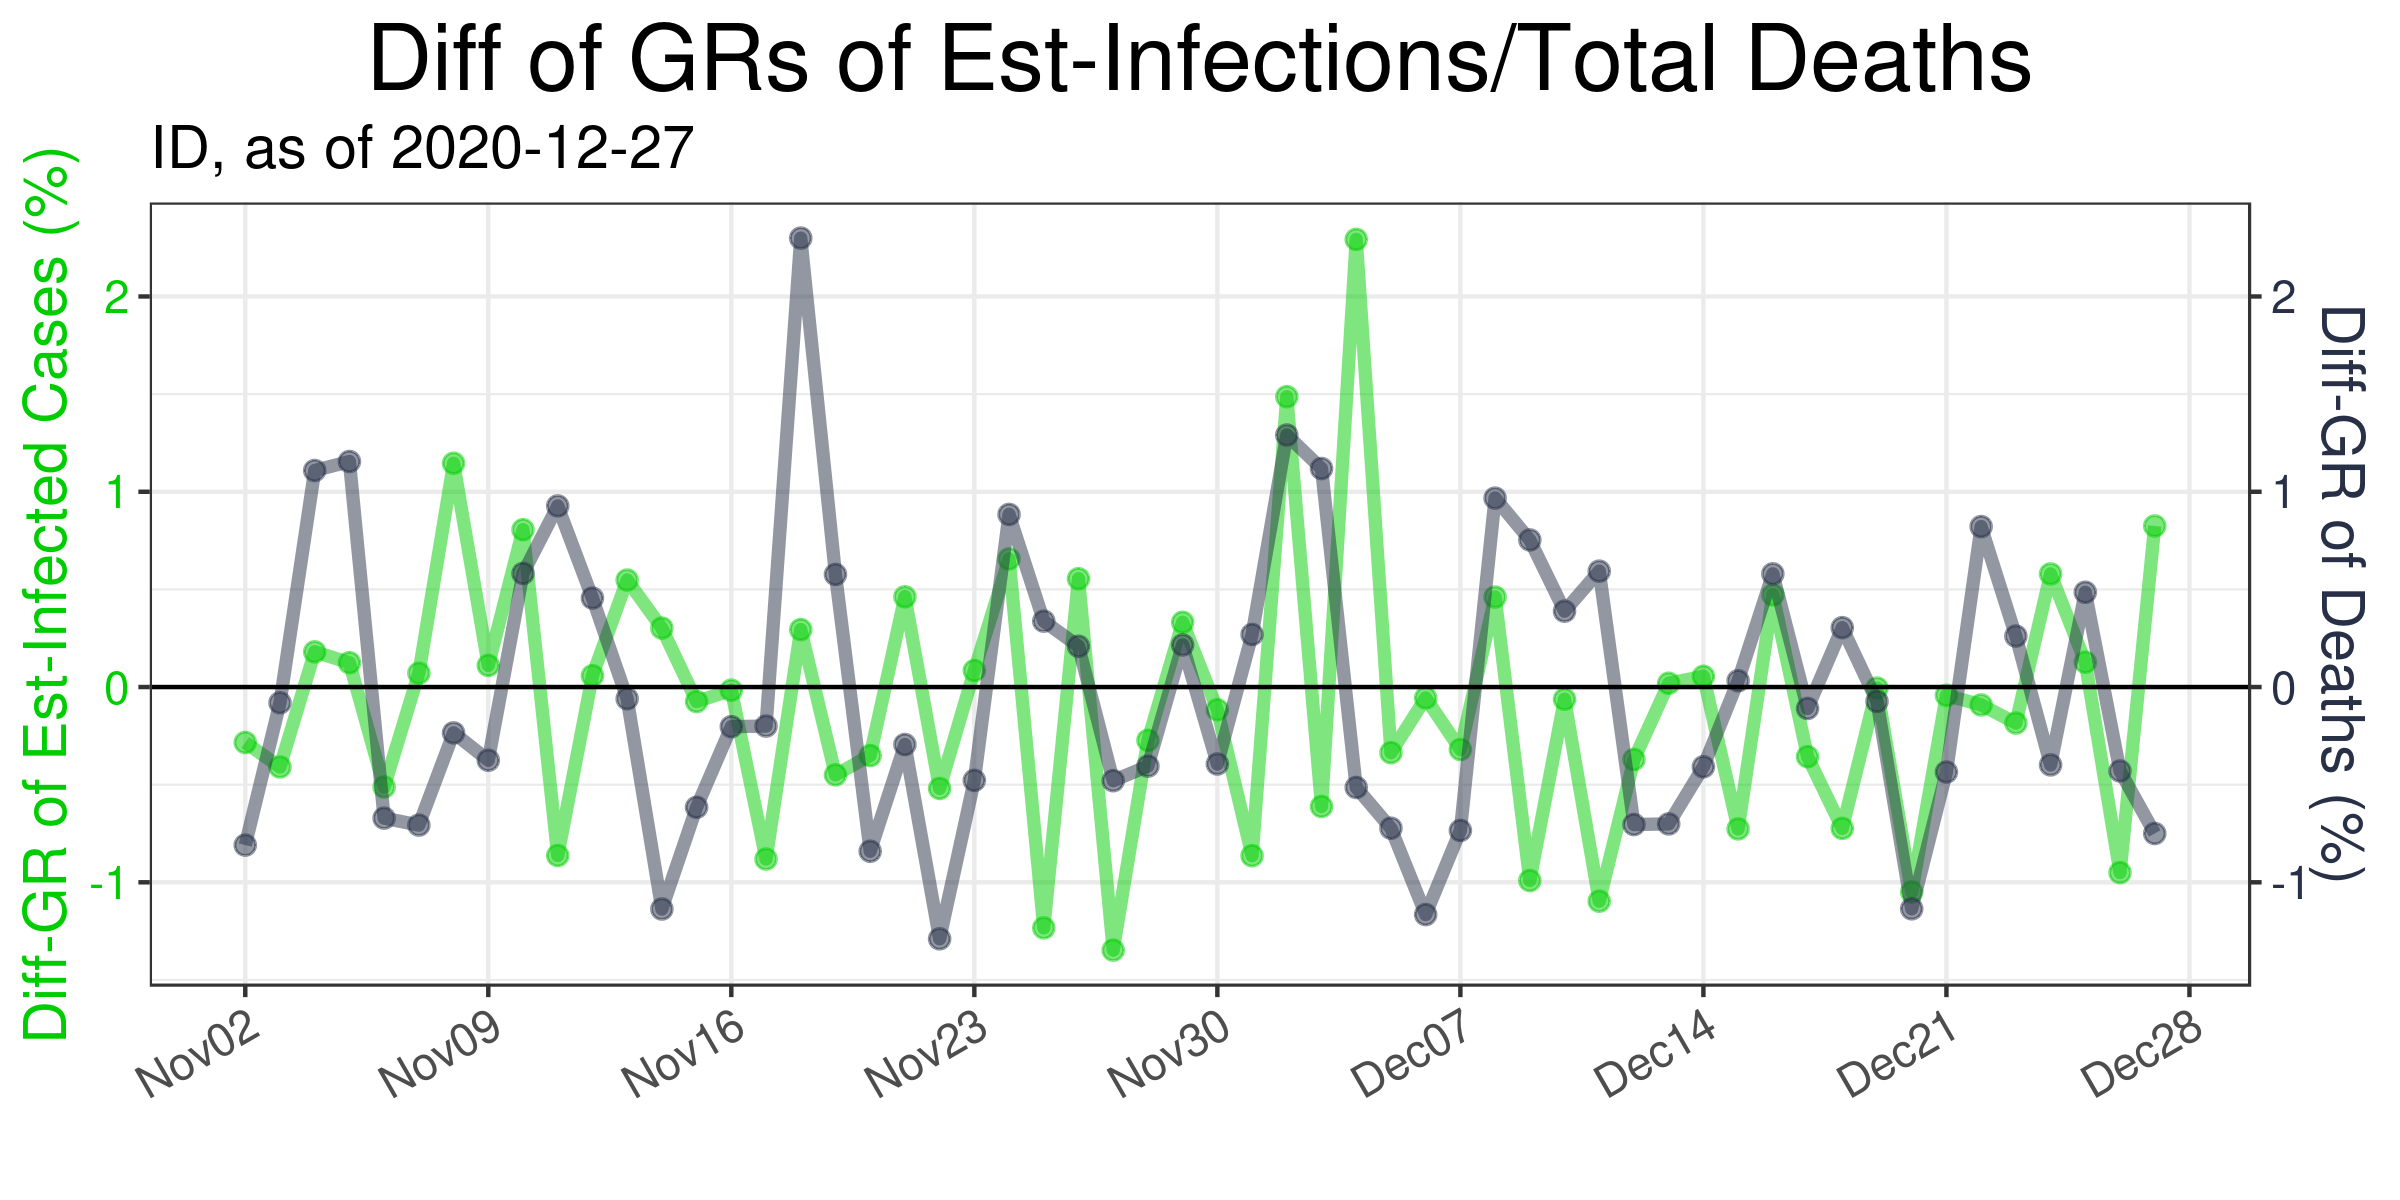 Diff of GRs of Est-Infections/Total Deaths
ID, as of 2020-12-27
Diff-GR of Est-Infected Cases (%)
2
1
0
-1
2
1
0
-1
Diff-GR of Deaths (%)
Nov02
Nov09
Nov16
Nov23
Nov30
Dec07
Dec14
Dec21
Dec28